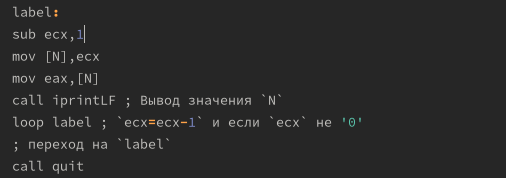 label:
sub ecx,1
mov [N],ecx
mov eax,[N]
call iprintLF ; Вывод значения `N`
loop label ; `ecx=ecx-1` и если `ecx` не '0'
; переход на `label`
call quit